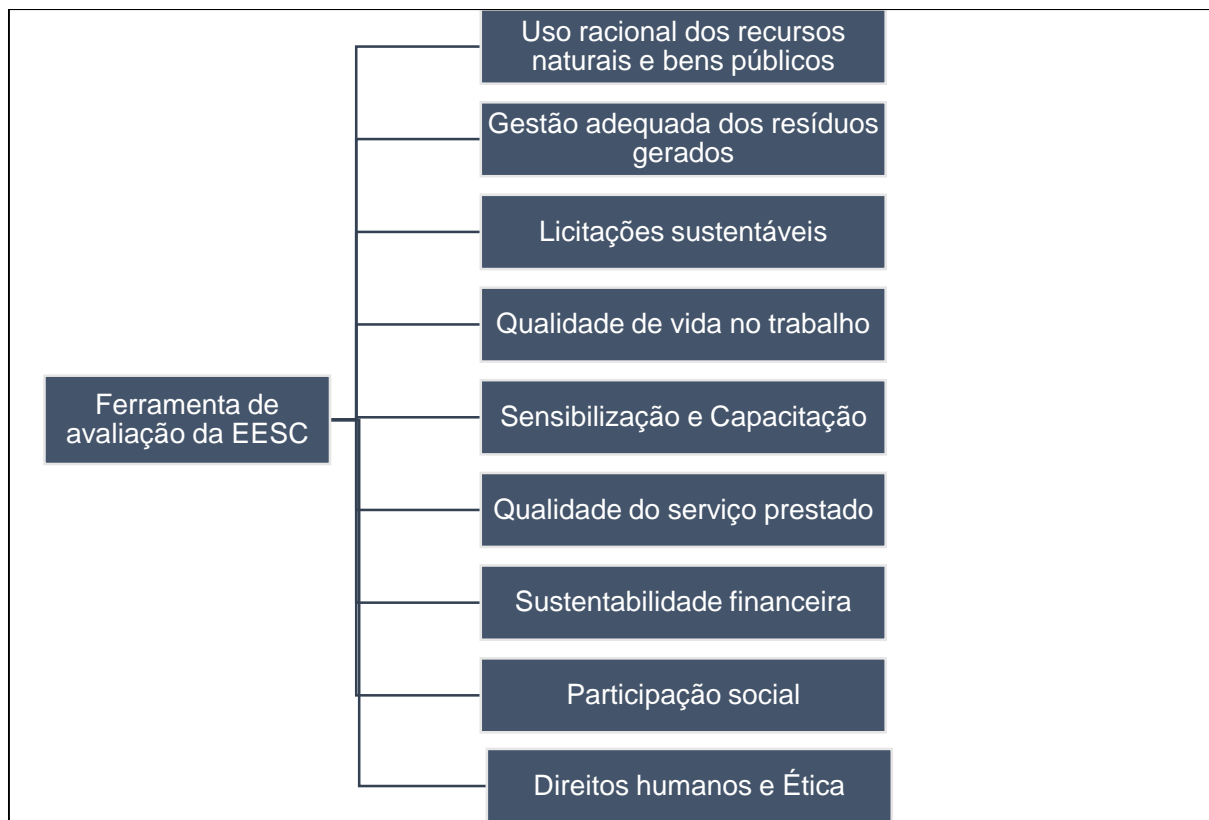 Uso racional dos recursos
naturais e bens públicos
Gestão adequada dos resíduos
gerados
Licitações sustentáveis
Qualidade de vida no trabalho
Ferramenta de
avaliação da EESC
Sensibilização e Capacitação
Qualidade do serviço prestado
Sustentabilidade financeira
Participação social
Direitos humanos e Ética